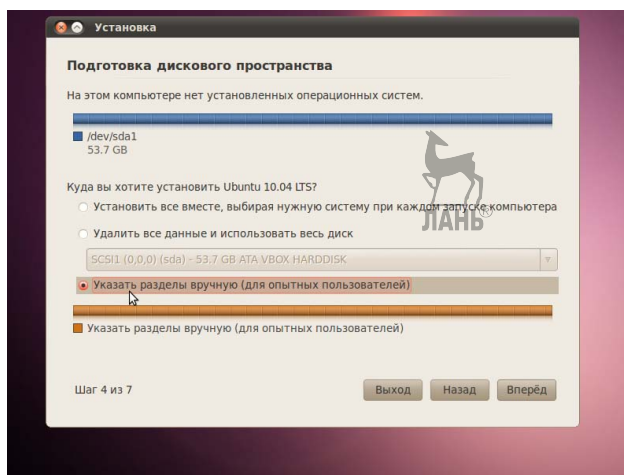 Установка
Подготовка дискового пространства
На этом компьютере нет установленных операционных систем.
/dev/sda1
53.7 GB
Куда вы хотите установить Ubuntu 10.04 LTS?
Установить все вместе, выбирая нужную систему при каждом запуске компьютера
ЛАНЬ®
Удалить все данные и использовать весь диск
SCSI1 (0,0,0) (sda) - 53.7 GB ATA VBOX HARDDISK
Указать разделы вручную (для опытных пользователей)
Указать разделы вручную (для опытных пользователей)
Шаг 4 из 7
Выход Назад Вперёд